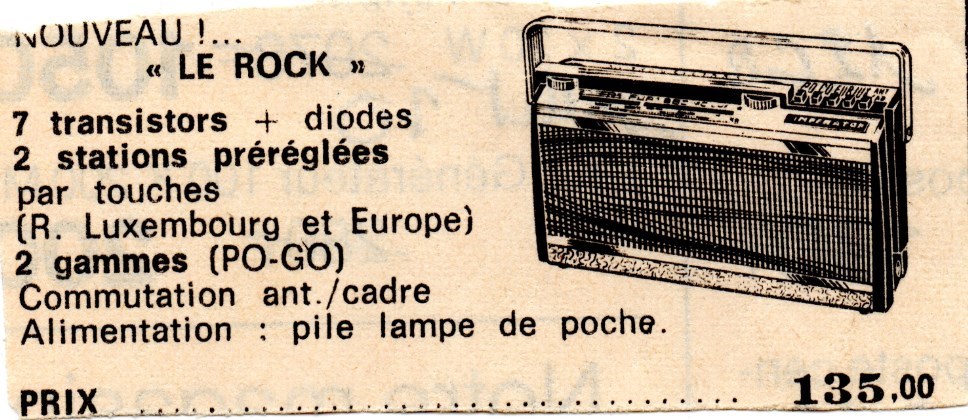 NOUVEAU !...
« LE ROCK »
7 transistors + diodes
2 stations préréglées
par touches
(R. Luxembourg et Europe)
2 gammes (PO-GO)
Commutation ant./cadre
Alimentation : pile lampe de poche.
PRIX ........................................ 135,00
IMPERATOR